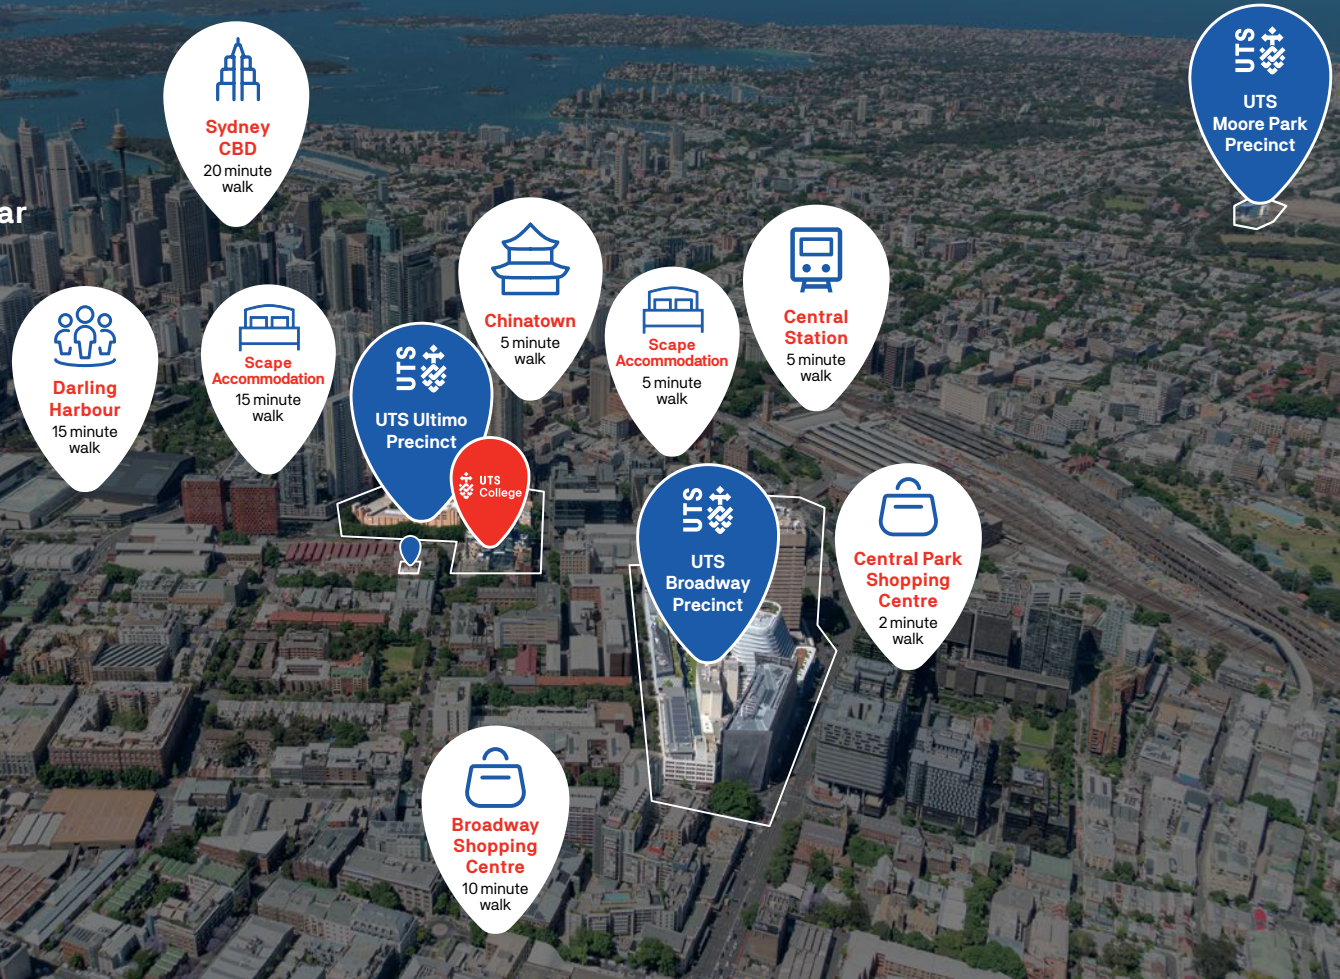 UTS
UTS
Moore Park
Precinct
Sydney
CBD
20 minute
walk
ar
Chinatown
5 minute
walk
Central
Station
5 minute
walk
Scape
Accommodation
5 minute
walk
Darling
Harbour
15 minute
walk
Scape
Accommodation
15 minute
walk
UTS
UTS Ultimo
Precinct
UTS
College
UTS
UTS
Broadway
Precinct
Central Park
Shopping
Centre
2 minute
walk
Broadway
Shopping
Centre
10 minute
walk